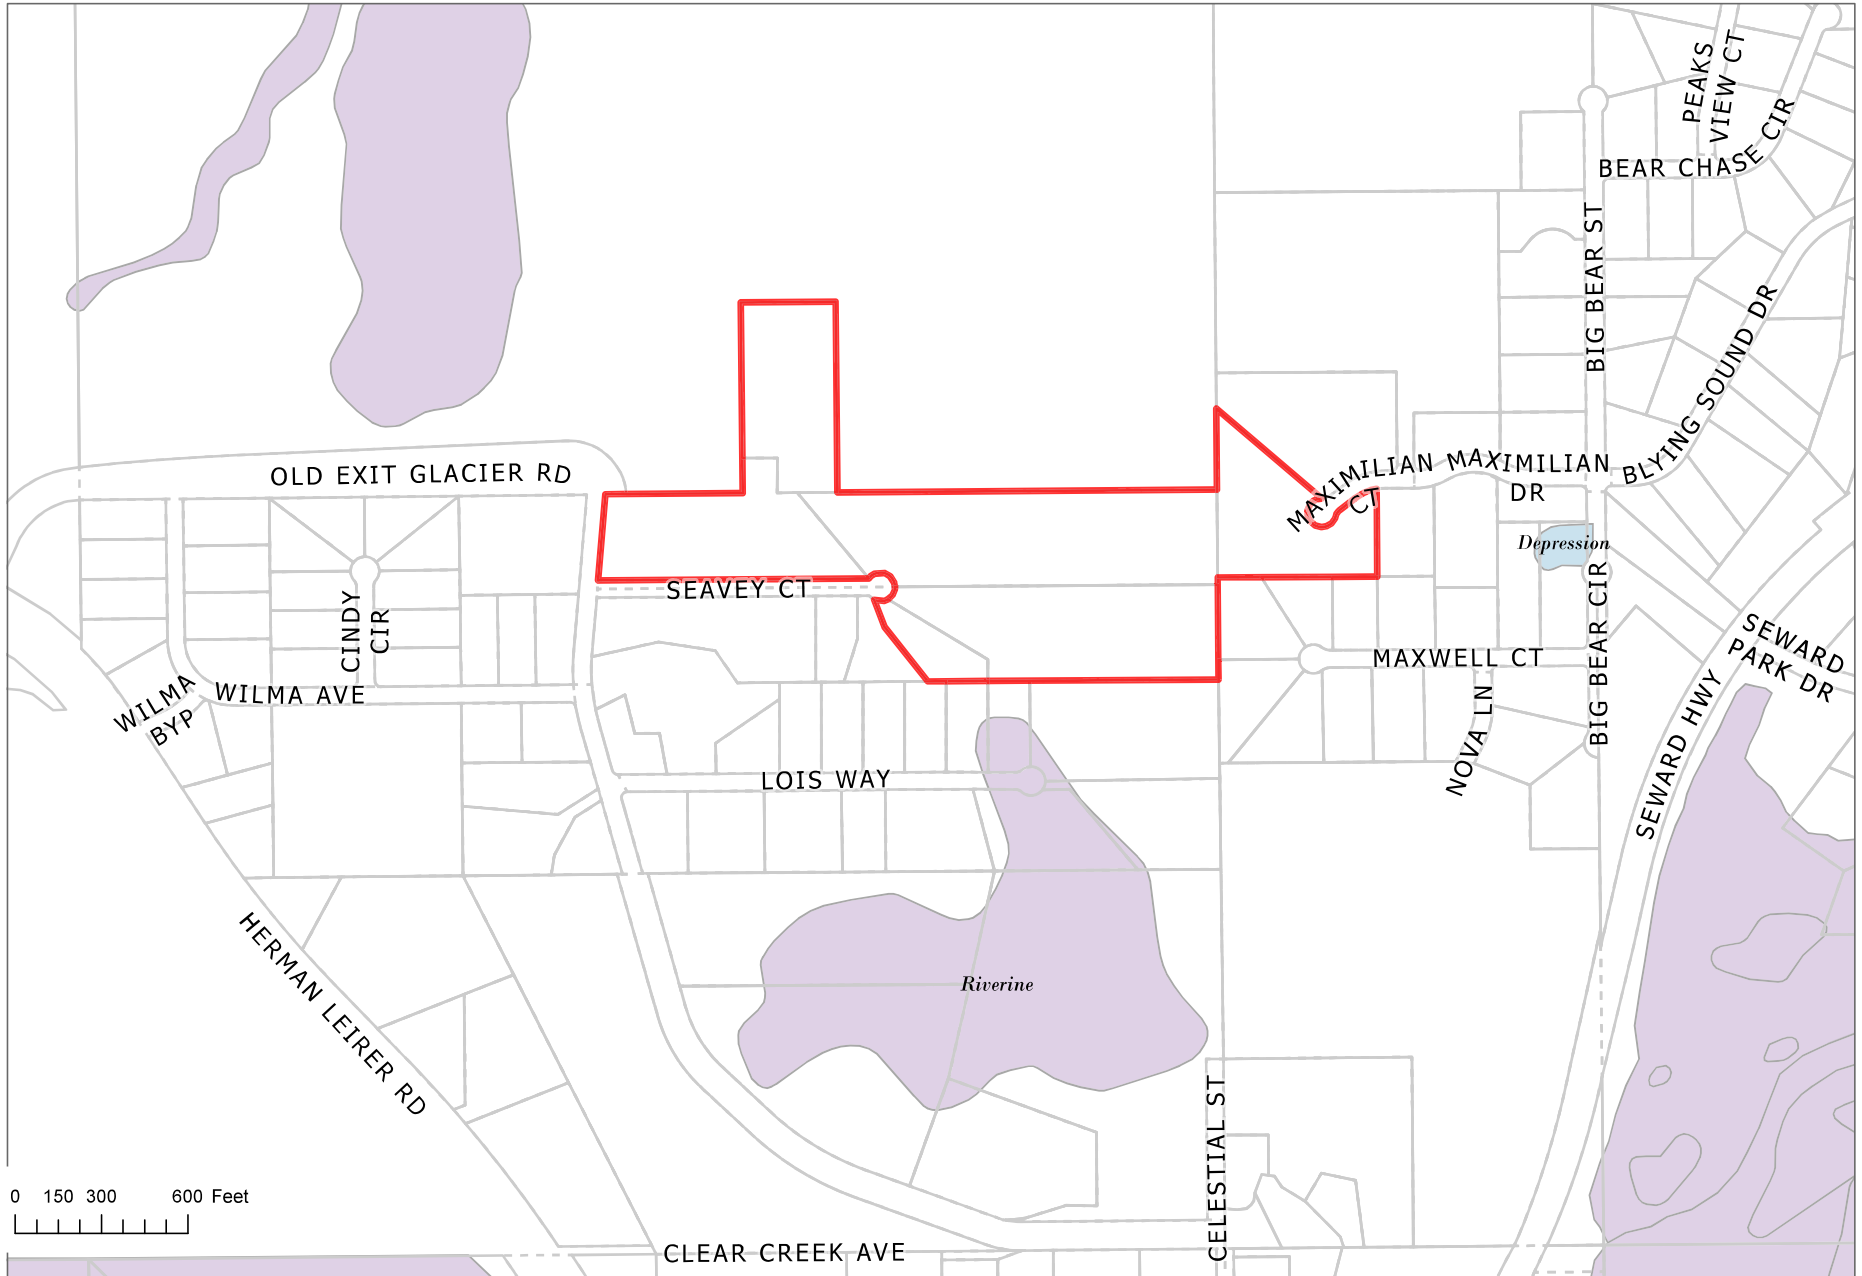 PEAKS
VIEW CT
BEAR CHASE CIR
BIG BEAR ST
BLYING SOUND DR
OLD EXIT GLACIER RD
MAXIMILIAN
CT
MAXIMILIAN
DR
Depression
SEAVEY CT
CINDY
CIR
BIG BEAR CIR
SEWARD
PARK DR
MAXWELL CT
WILMA AVE
WILMA
BYP
NOVA LN
SEWARD HWY
LOIS WAY
HERMAN LEIRER RD
Riverine
CELESTIAL ST
0 150 300 600 Feet
CLEAR CREEK AVE